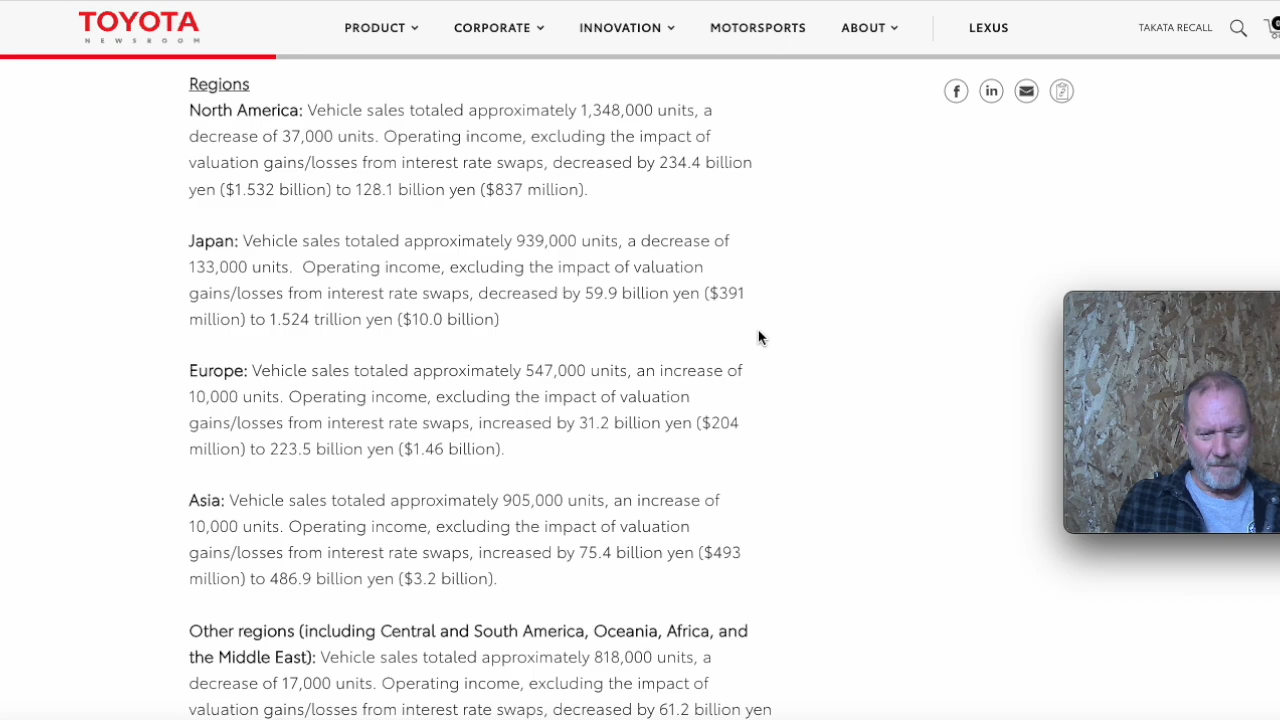 TOYOTA
NEWSROOM
PRODUCT
CORPORATE
INNOVATION
MOTORSPORTS
ABOUT
LEXUS
TAKATA RECALL
Regions
North America: Vehicle sales totaled approximately 1,348,000 units, a
decrease of 37,000 units. Operating income, excluding the impact of
valuation gains/losses from interest rate swaps, decreased by 234.4 billion
yen ($1.532 billion) to 128.1 billion yen ($837 million).
Japan: Vehicle sales totaled approximately 939,000 units, a decrease of
133,000 units. Operating income, excluding the impact of valuation
gains/losses from interest rate swaps, decreased by 59.9 billion yen ($391
million) to 1.524 trillion yen ($10.0 billion)
Europe: Vehicle sales totaled approximately 547,000 units, an increase of
10,000 units. Operating income, excluding the impact of valuation
gains/losses from interest rate swaps, increased by 31.2 billion yen ($204
million) to 223.5 billion yen ($1.46 billion).
Asia: Vehicle sales totaled approximately 905,000 units, an increase of
10,000 units. Operating income, excluding the impact of valuation
gains/losses from interest rate swaps, increased by 75.4 billion yen ($493
million) to 486.9 billion yen ($3.2 billion).
Other regions (including Central and South America, Oceania, Africa, and
the Middle East): Vehicle sales totaled approximately 818,000 units, a
decrease of 17,000 units. Operating income, excluding the impact of
valuation gains/losses from interest rate swaps, decreased by 61.2 billion yen